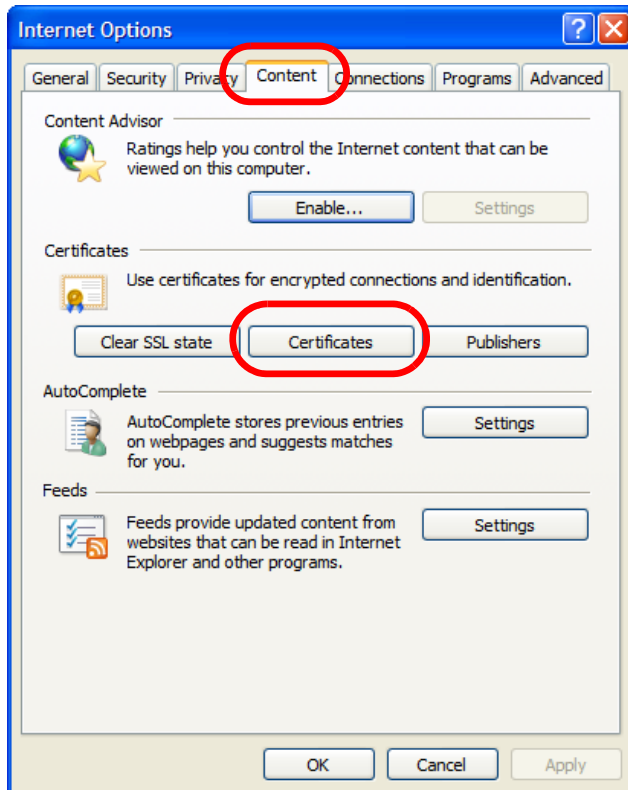 Internet Options
General Security Privacy Content Connections Programs Advanced
Content Advisor
Ratings help you control the Internet content that can be
viewed on this computer.
Enable... Settings
Certificates
Use certificates for encrypted connections and identification.
Clear SSL state Certificates Publishers
AutoComplete
AutoComplete stores previous entries
on webpages and suggests matches
for you.
Settings
Feeds
Feeds provide updated content from
websites that can be read in Internet
Explorer and other programs.
Settings
OK Cancel Apply